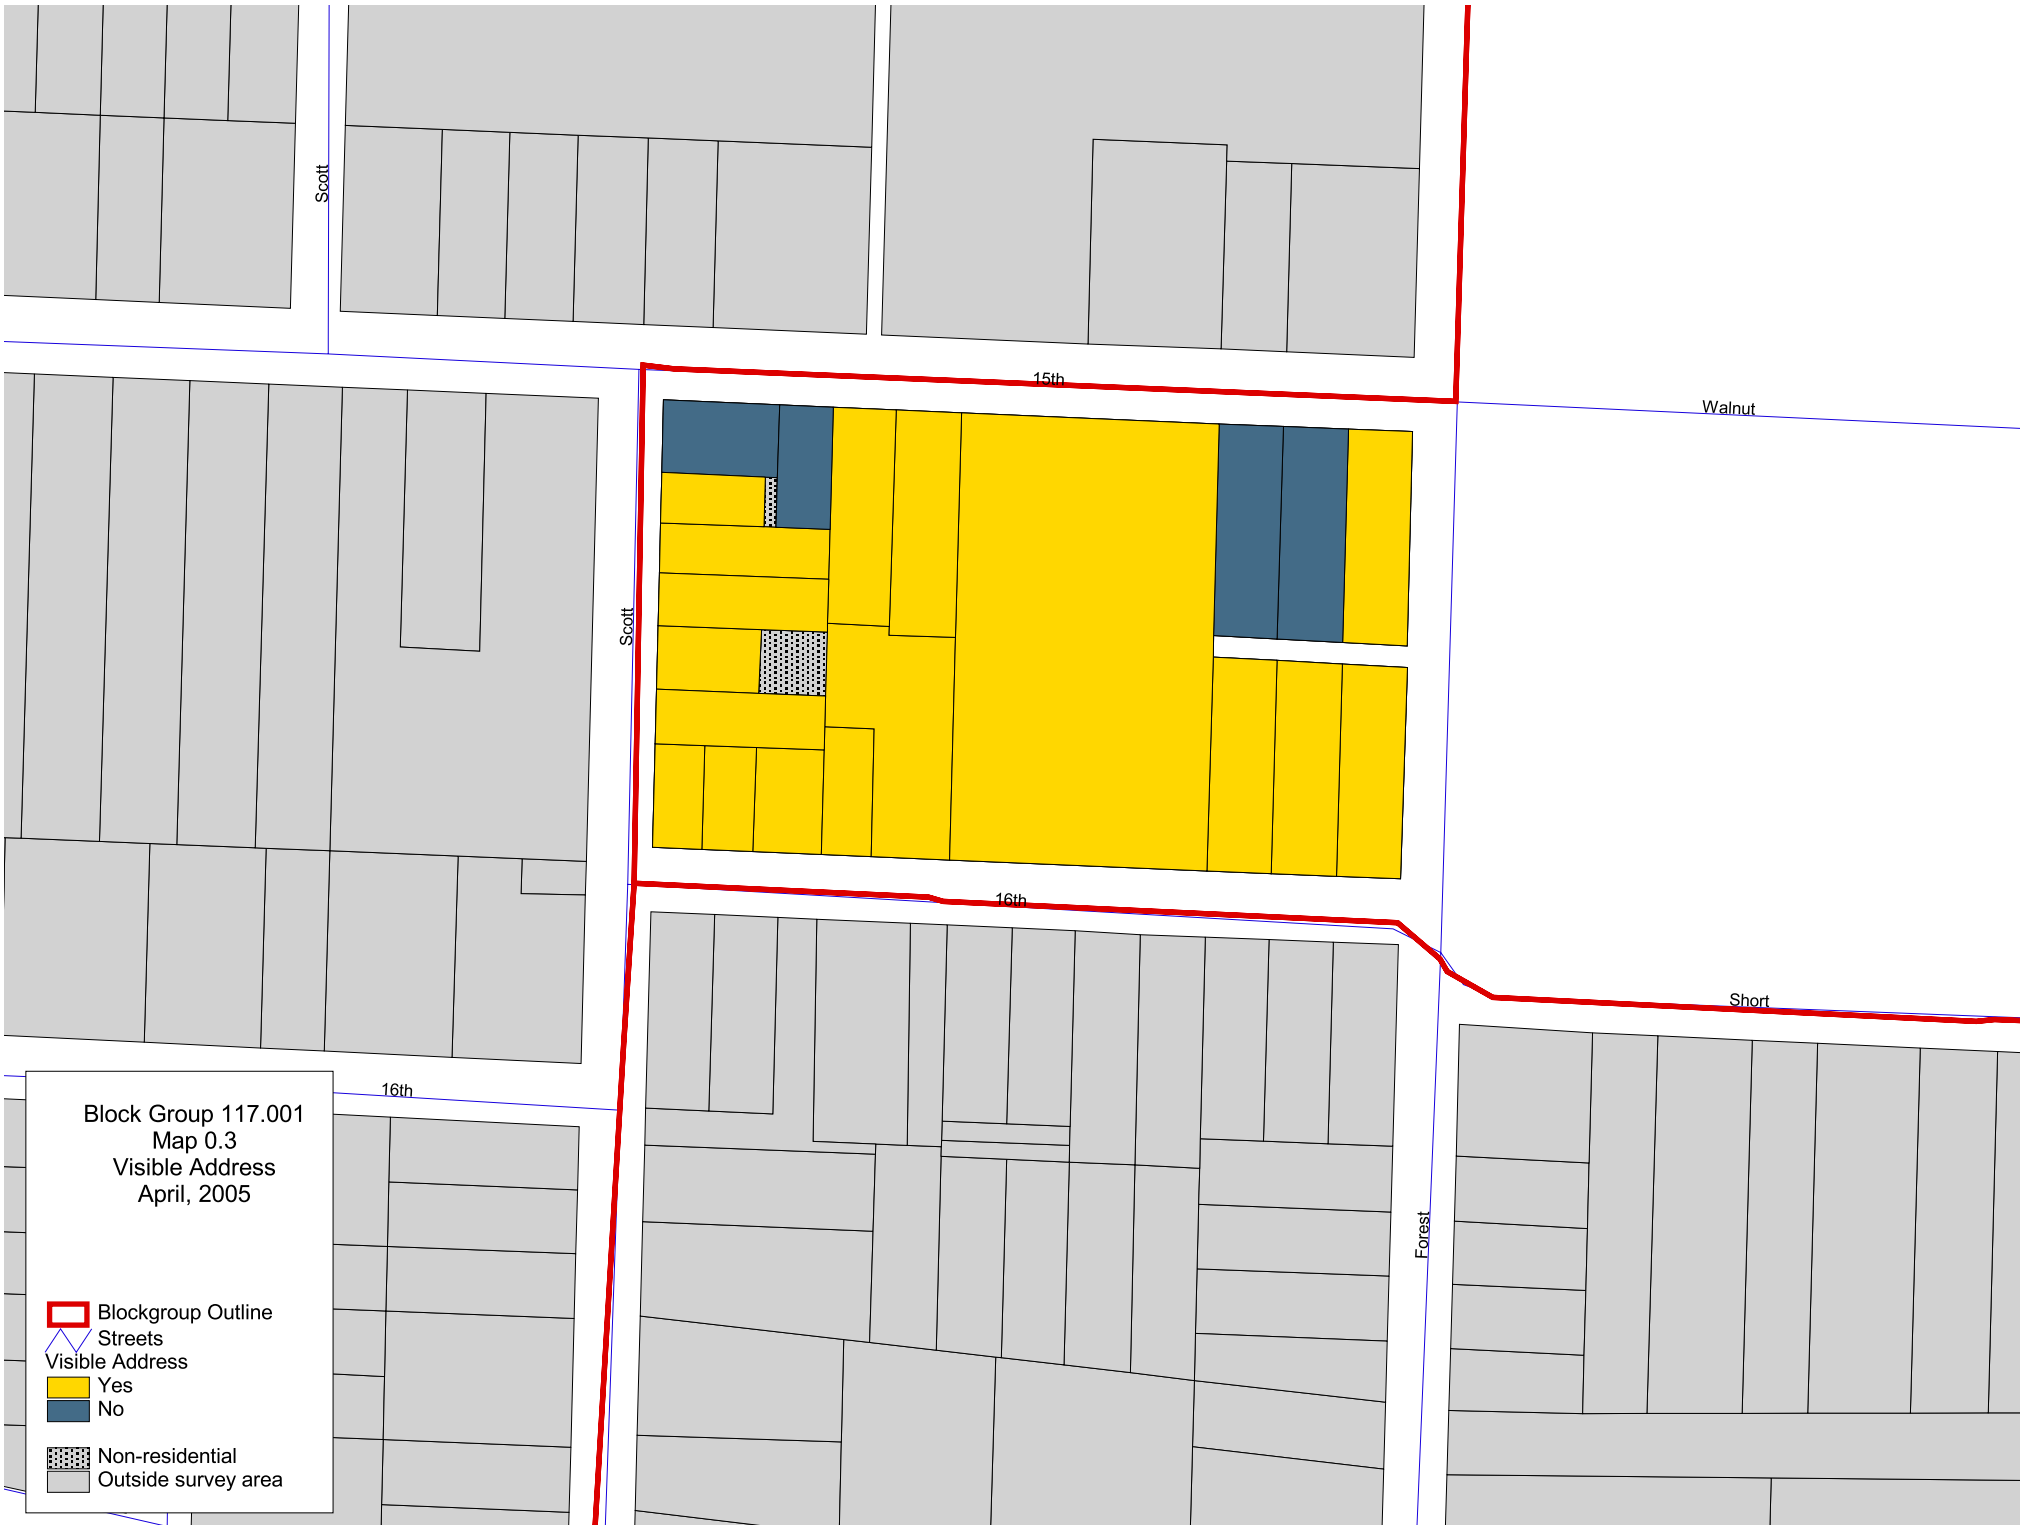 Scott
15th
Walnut
Scott
16th
Short
16th
Forest
Block Group 117.001
Map 0.3
Visible Address
April, 2005
Blockgroup Outline
Streets
Visible Address
Yes
No
Non-residential
Outside survey area